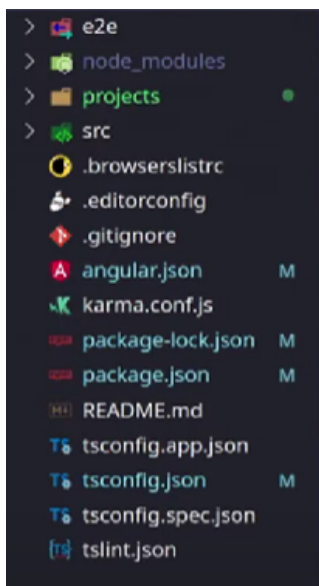 e2e
node_modules
projects
src
.browserslistrc
.editorconfig
.gitignore
angular.json M
karma.conf.js
package-lock.json M
package.json M
README.md
tsconfig.app.json
tsconfig.json M
tsconfig.spec.json
tslint.json